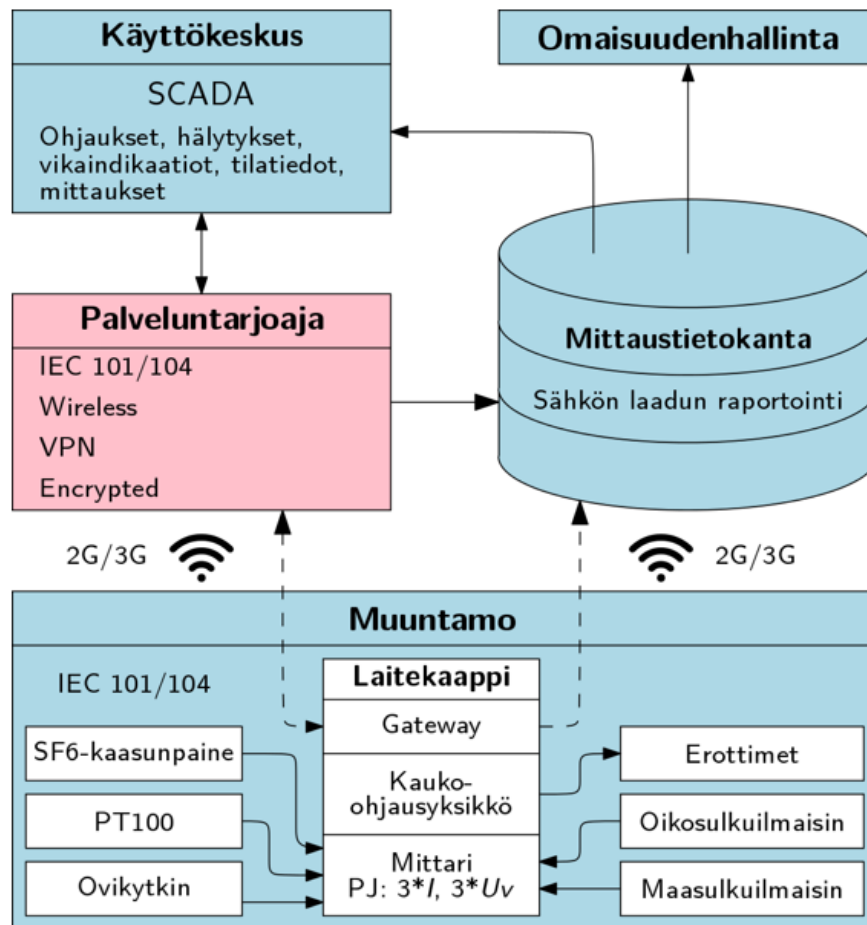 Käyttökeskus
SCADA
Ohjaukset, hälytykset,
vikaindikaatiot, tilatiedot,
mittaukset
Omaisuudenhallinta
Palveluntarjoaja
IEC 101/104
Wireless
VPN
Encrypted
Mittaustietokanta
Sähkön laadun raportointi
2G/3G
2G/3G
Muuntamo
IEC 101/104
Laitekaappi
Gateway
Kauko-
ohjausyksikkö
Mittari
PJ: 3*I, 3*Uv
SF6-kaasunpaine
PT100
Ovikytkin
Erottimet
Oikosulkuilmaisin
Maasulkuilmaisin